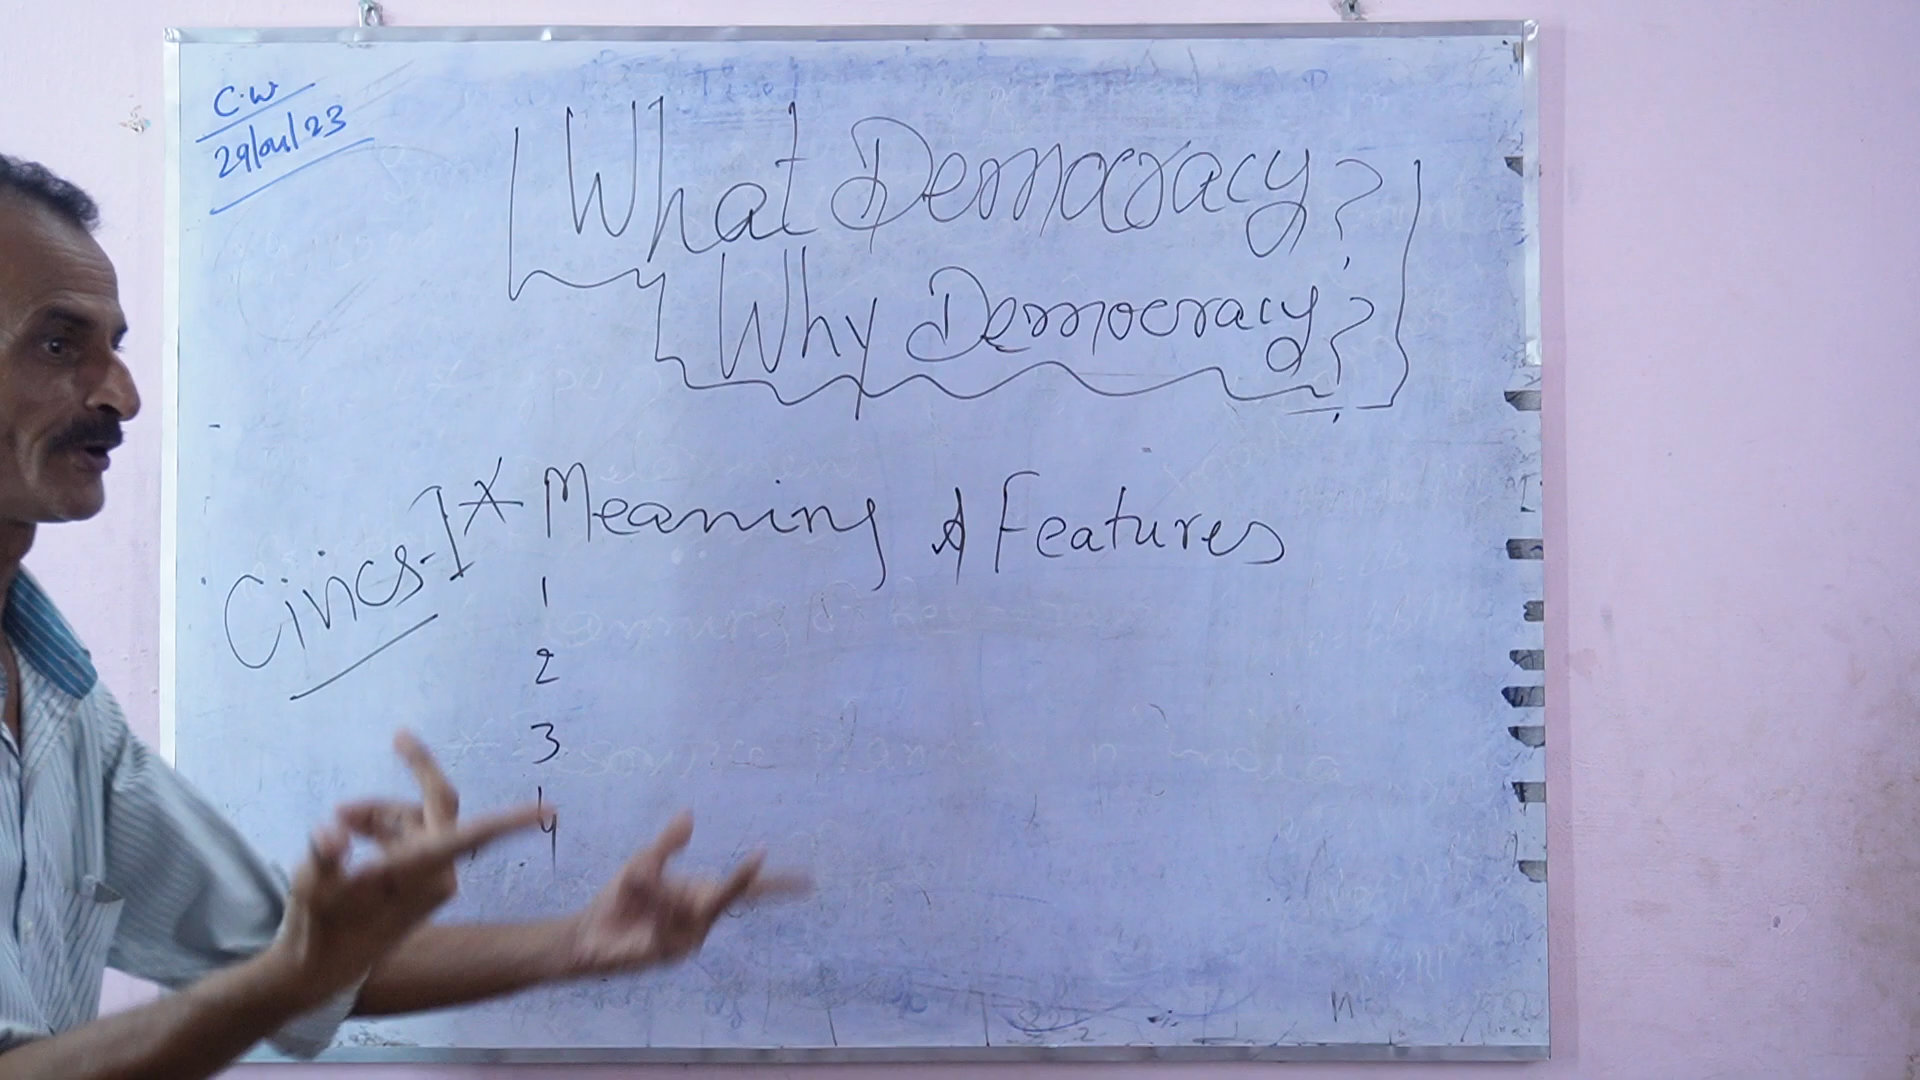 C.W
29/04/23
What Democracy?
Why Democracy?
Civics-I * Meaning & Features
1
2
3
4